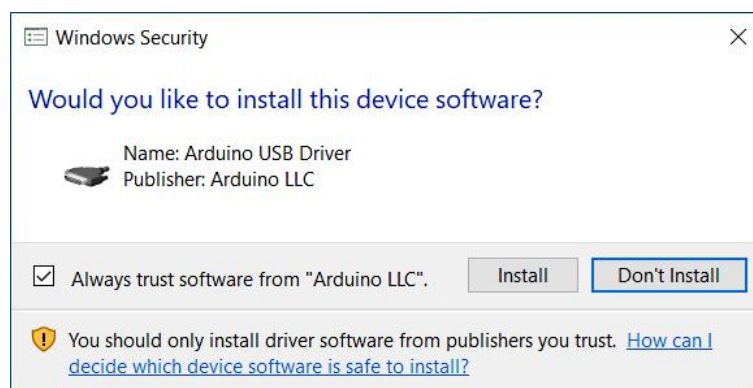 Windows Security
Would you like to install this device software?
Name: Arduino USB Driver
Publisher: Arduino LLC
Always trust software from "Arduino LLC".
Install
Don't Install
You should only install driver software from publishers you trust. How can I
decide which device software is safe to install?